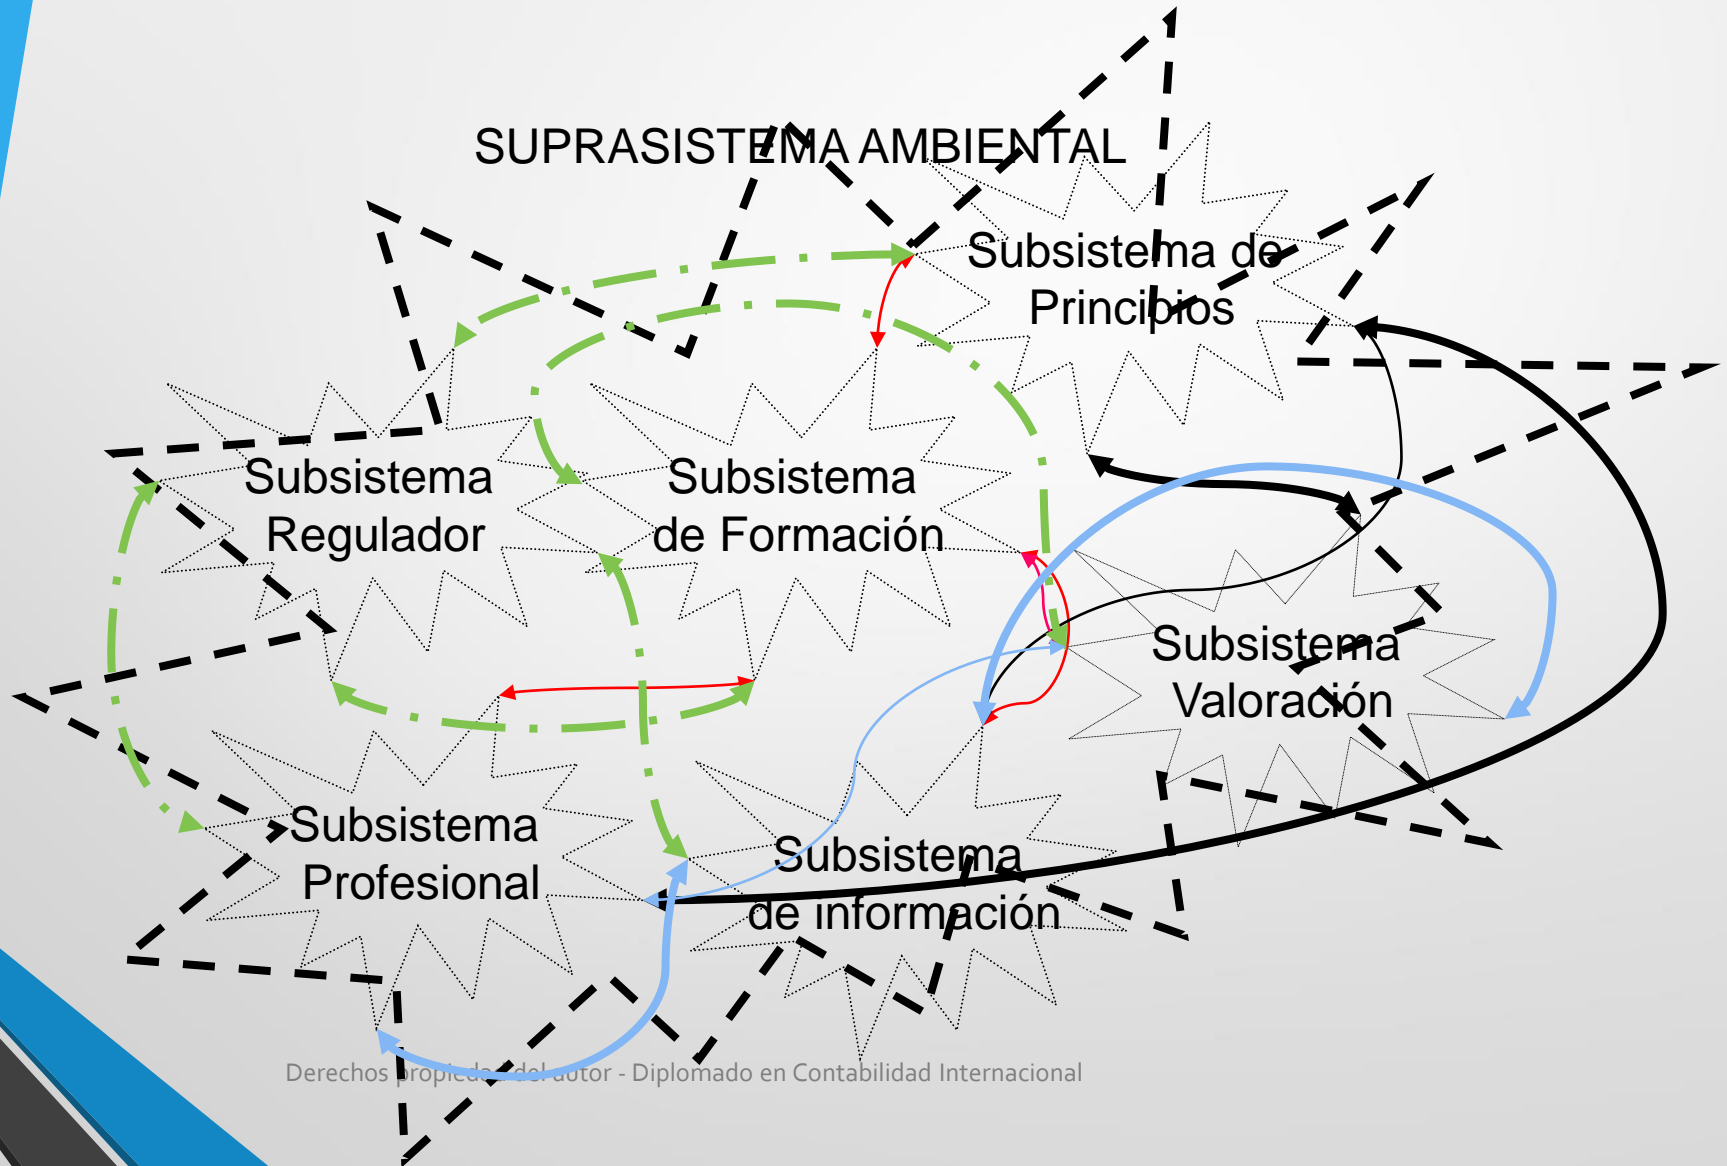 SUPRASISTEMA AMBIENTAL
Subsistema de
Principios
Subsistema
Regulador
Subsistema
de Formación
Subsistema
Valoración
Subsistema
Profesional
Subsistema
de información
Derechos propiedad del autor - Diplomado en Contabilidad Internacional